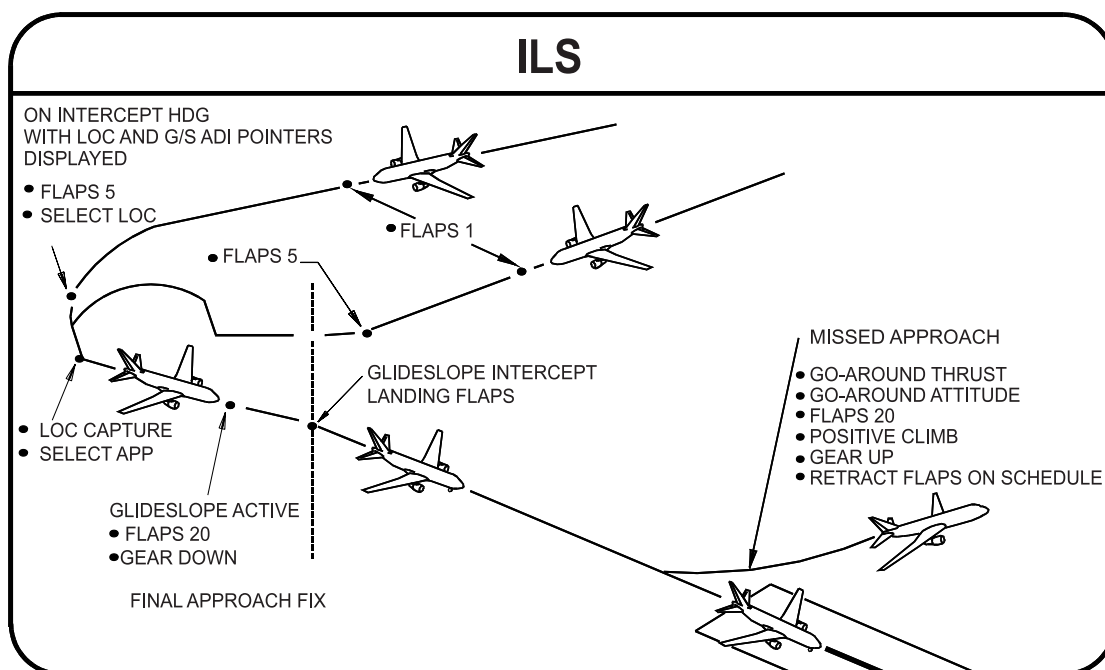 ILS
ON INTERCEPT HDG
WITH LOC AND G/S ADI POINTERS
DISPLAYED
• FLAPS 5
• SELECT LOC
• FLAPS 1
• FLAPS 5
GLIDESLOPE INTERCEPT
LANDING FLAPS
• LOC CAPTURE
• SELECT APP
GLIDESLOPE ACTIVE
• FLAPS 20
• GEAR DOWN
FINAL APPROACH FIX
MISSED APPROACH
• GO-AROUND THRUST
• GO-AROUND ATTITUDE
• FLAPS 20
• POSITIVE CLIMB
• GEAR UP
• RETRACT FLAPS ON SCHEDULE